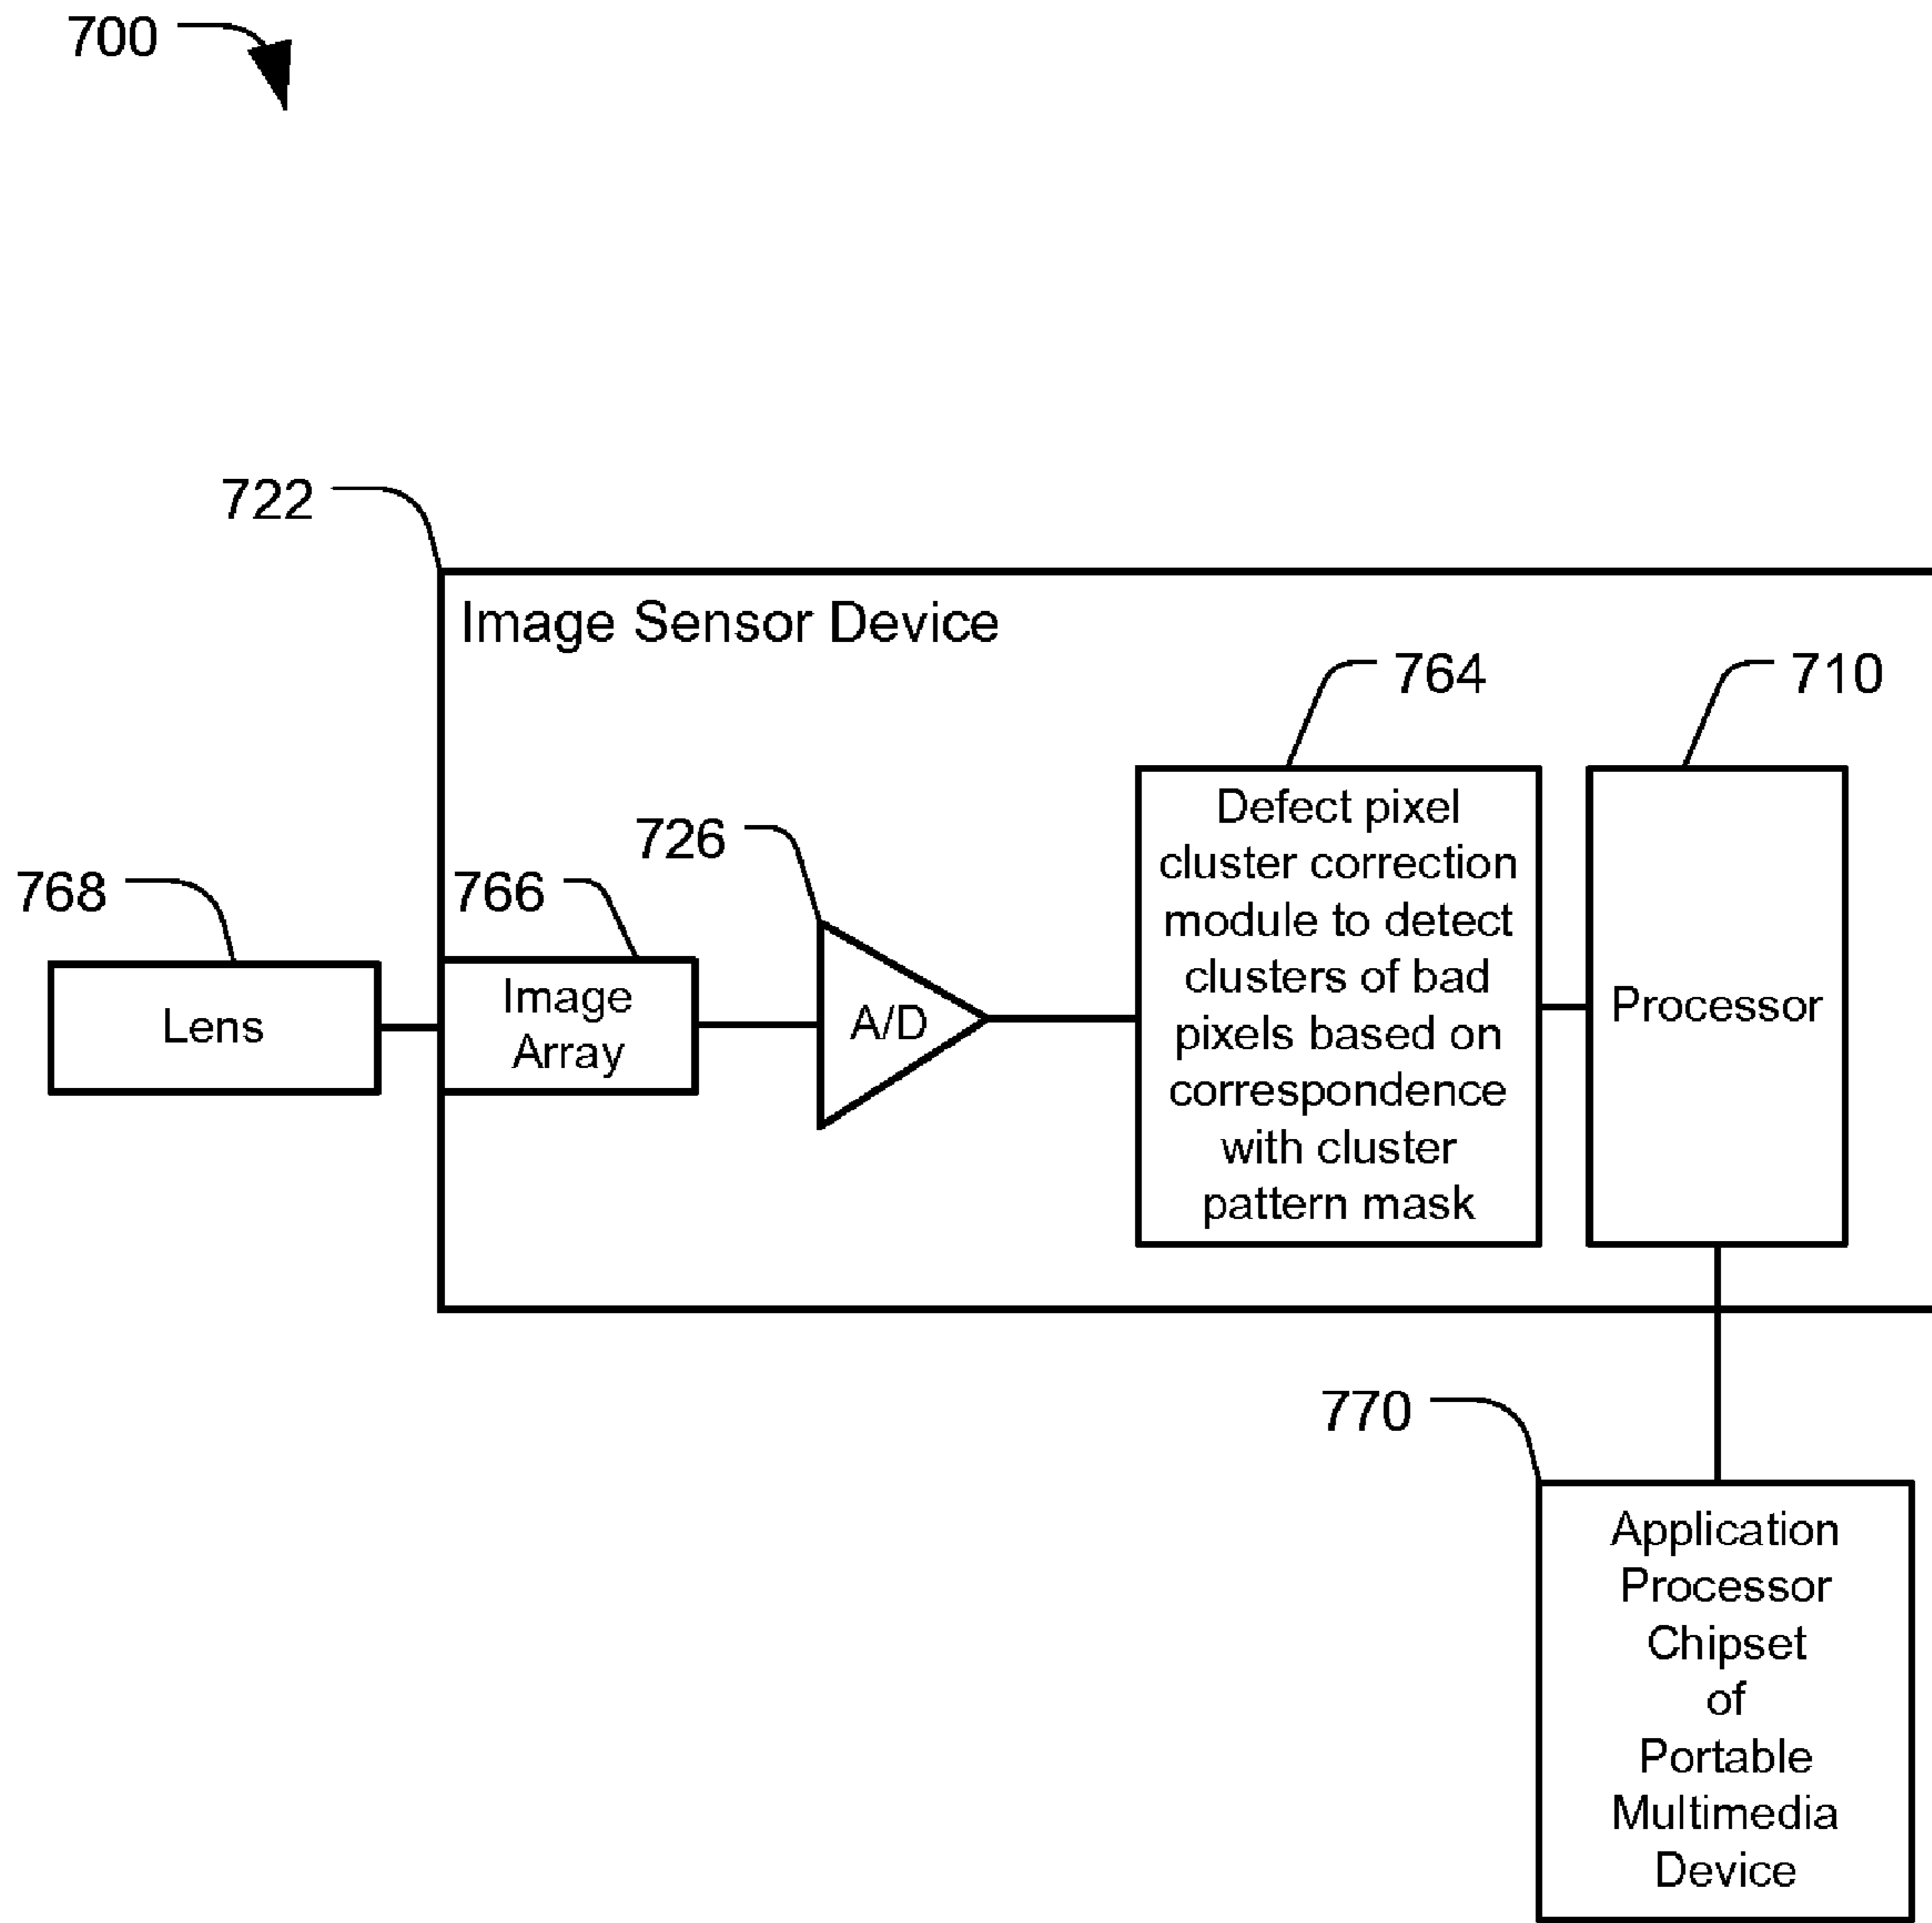 700
722
Image Sensor Device
764
710
726
768
766
Defect pixel
cluster correction
module to detect
clusters of bad
pixels based on
correspondence
with cluster
pattern mask
Processor
Lens
Image
Array
A/D
770
Application
Processor
Chipset
of
Portable
Multimedia
Device